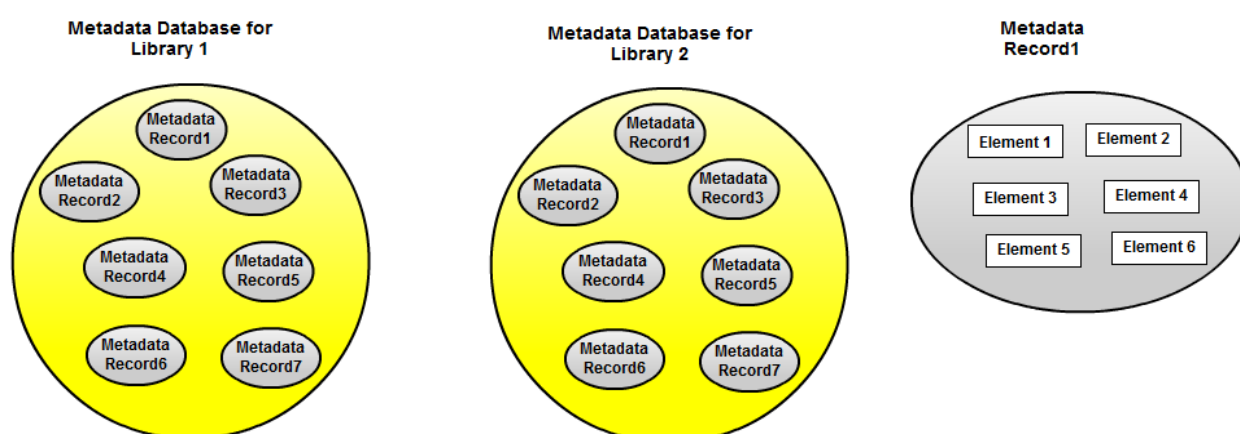 Metadata Database for
Library 1
Metadata
Record1
Metadata
Record2
Metadata
Record3
Metadata
Record4
Metadata
Record5
Metadata
Record6
Metadata
Record7
Metadata Database for
Library 2
Metadata
Record1
Metadata
Record2
Metadata
Record3
Metadata
Record4
Metadata
Record5
Metadata
Record6
Metadata
Record7
Metadata
Record1
Element 1
Element 2
Element 3
Element 4
Element 5
Element 6